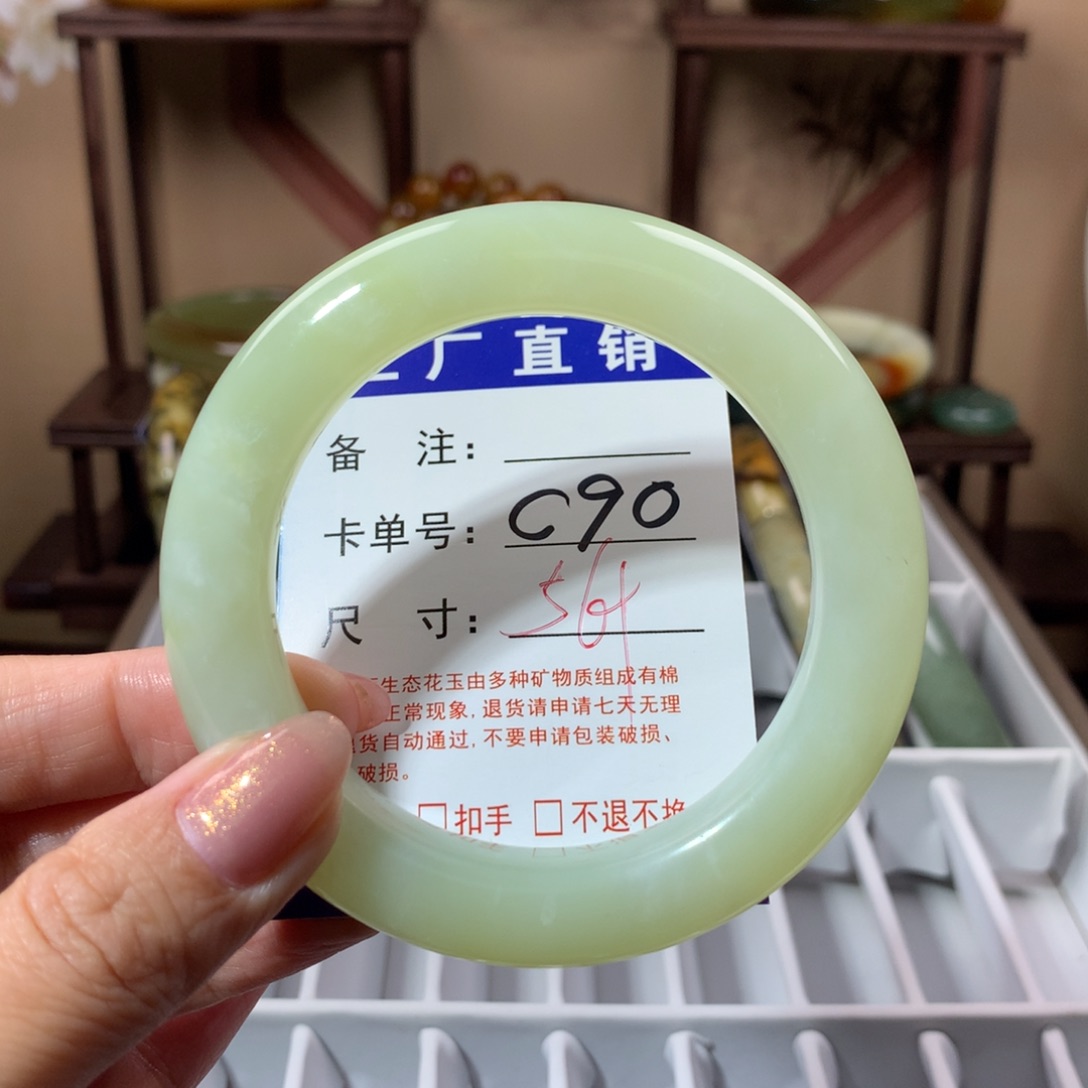 厂直销
备 注：
卡单号：C90
尺 寸：56
生态花玉由多种矿物质组成有棉
正常现象，退货请申请七天无理
货自动通过，不要申请包装破损、
破损。
□扣手 □不退不换